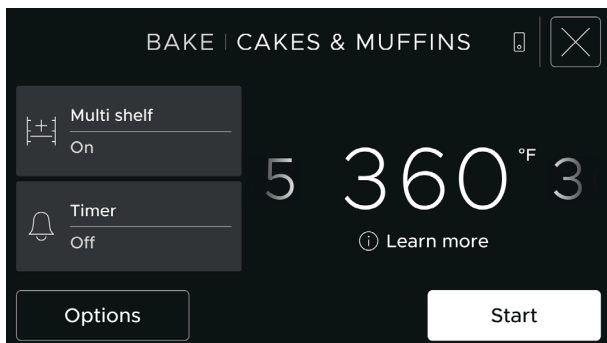 BAKE | CAKES & MUFFINS
Multi shelf
On
5 360 °F 3
Timer
Off
Learn more
Options
Start